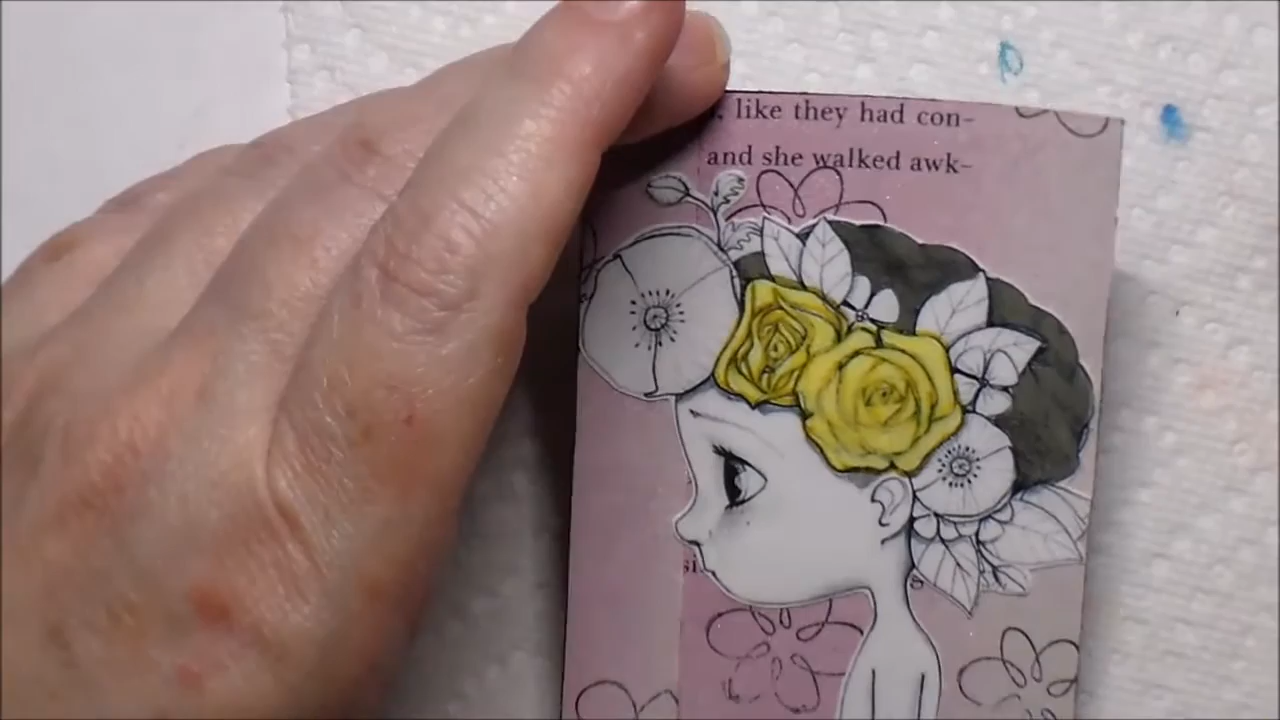 like they had con-
and she walked awk-